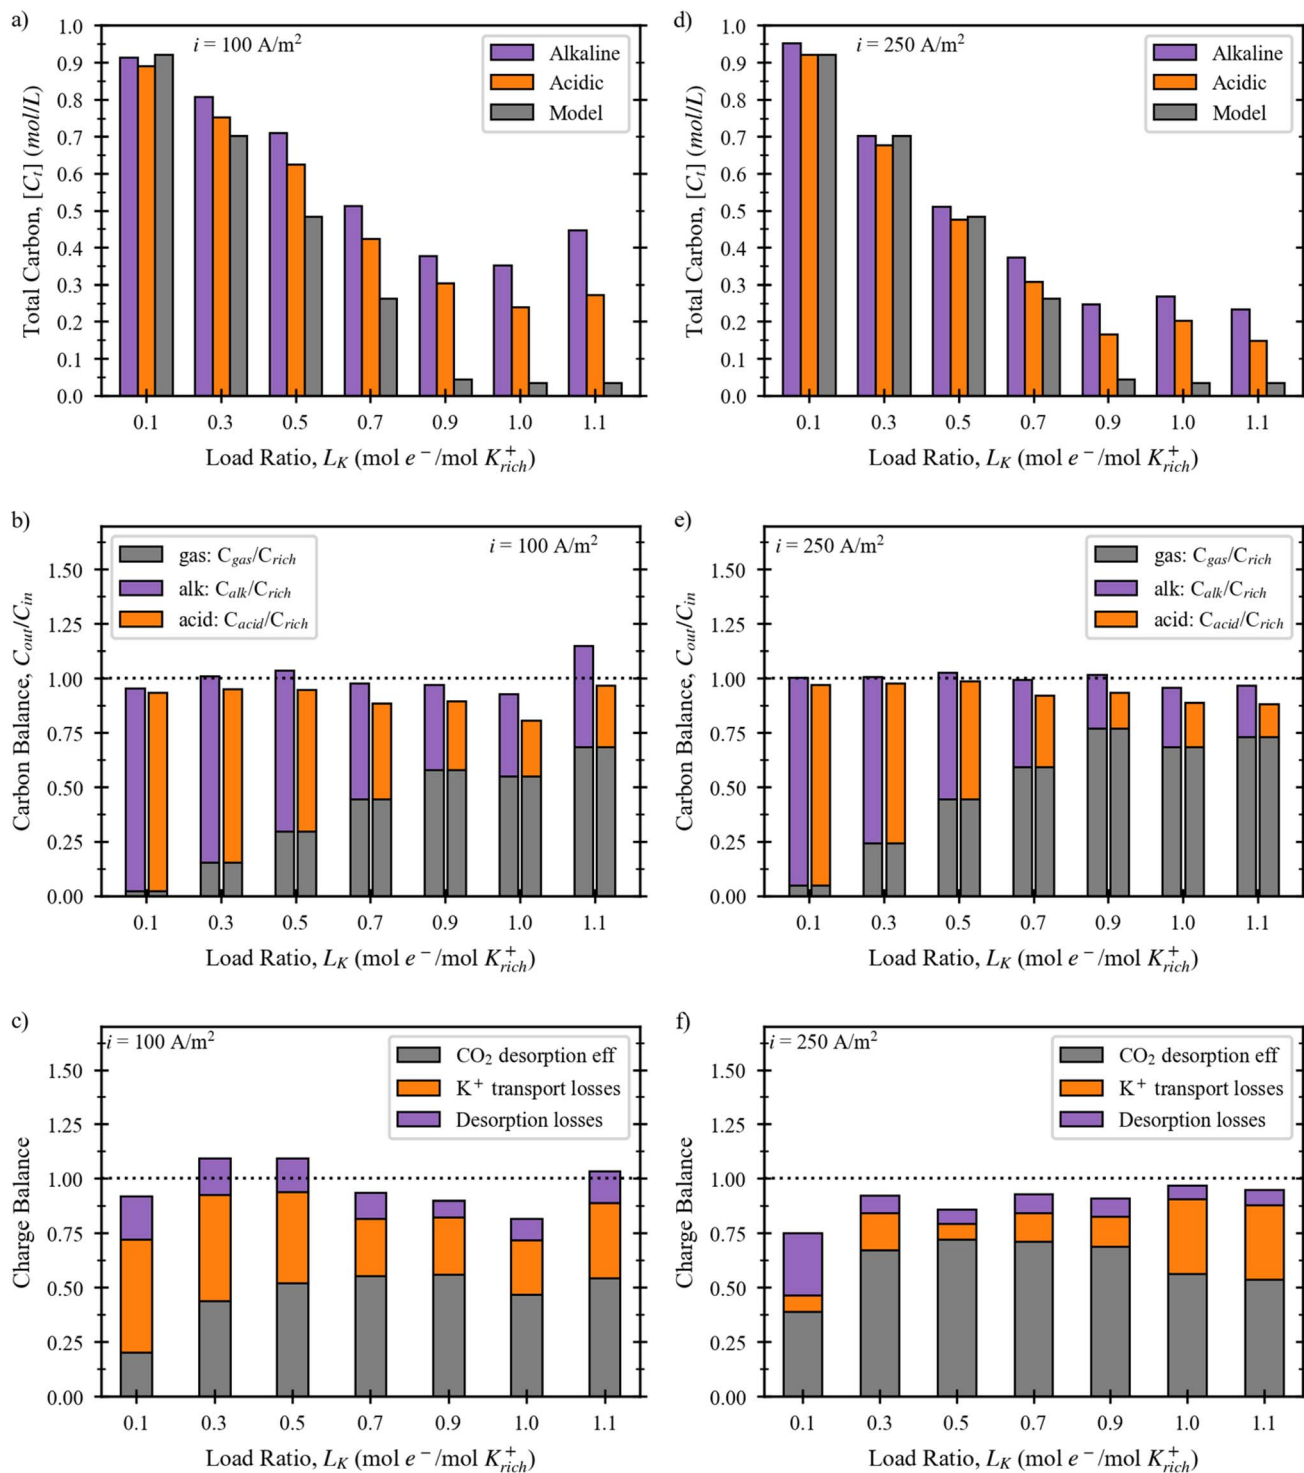 a)
i = 100 A/m²
Alkaline
Acidic
Model
1.0
0.9
0.8
0.7
0.6
0.5
0.4
0.3
0.2
0.1
0.0
Total Carbon, [C_i] (mol/L)
0.1 0.3 0.5 0.7 0.9 1.0 1.1
Load Ratio, L_K (mol e⁻/mol K⁺_rich)
d)
i = 250 A/m²
Alkaline
Acidic
Model
1.0
0.9
0.8
0.7
0.6
0.5
0.4
0.3
0.2
0.1
0.0
Total Carbon, [C_i] (mol/L)
0.1 0.3 0.5 0.7 0.9 1.0 1.1
Load Ratio, L_K (mol e⁻/mol K⁺_rich)
b)
gas: C_gas/C_rich
alk: C_alk/C_rich
acid: C_acid/C_rich
i = 100 A/m²
1.50
1.25
1.00
0.75
0.50
0.25
0.00
Carbon Balance, C_out/C_in
0.1 0.3 0.5 0.7 0.9 1.0 1.1
Load Ratio, L_K (mol e⁻/mol K⁺_rich)
e)
i = 250 A/m²
gas: C_gas/C_rich
alk: C_alk/C_rich
acid: C_acid/C_rich
1.50
1.25
1.00
0.75
0.50
0.25
0.00
Carbon Balance, C_out/C_in
0.1 0.3 0.5 0.7 0.9 1.0 1.1
Load Ratio, L_K (mol e⁻/mol K⁺_rich)
c)
i = 100 A/m²
CO₂ desorption eff
K⁺ transport losses
Desorption losses
1.50
1.25
1.00
0.75
0.50
0.25
0.00
Charge Balance
0.1 0.3 0.5 0.7 0.9 1.0 1.1
Load Ratio, L_K (mol e⁻/mol K⁺_rich)
f)
i = 250 A/m²
CO₂ desorption eff
K⁺ transport losses
Desorption losses
1.50
1.25
1.00
0.75
0.50
0.25
0.00
Charge Balance
0.1 0.3 0.5 0.7 0.9 1.0 1.1
Load Ratio, L_K (mol e⁻/mol K⁺_rich)